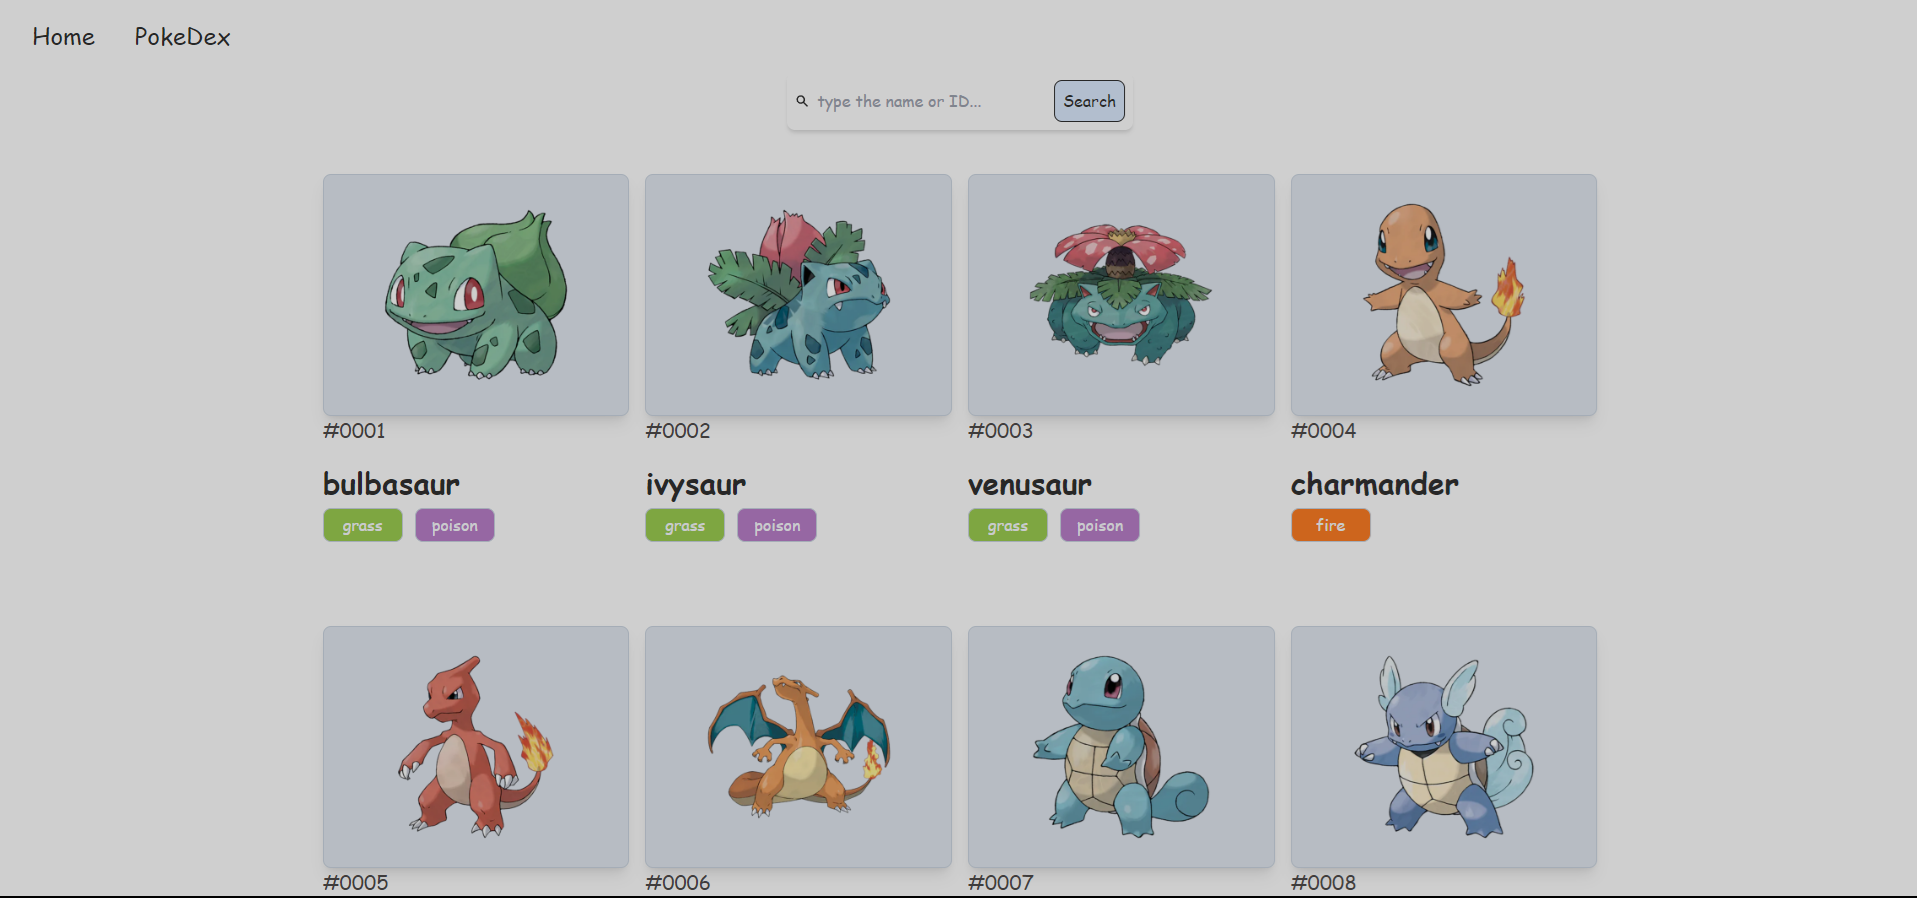 Home PokeDex
type the name or ID... Search
#0001 #0002 #0003 #0004
bulbasaur ivysaur venusaur charmander
grass poison grass poison grass poison fire
#0005 #0006 #0007 #0008